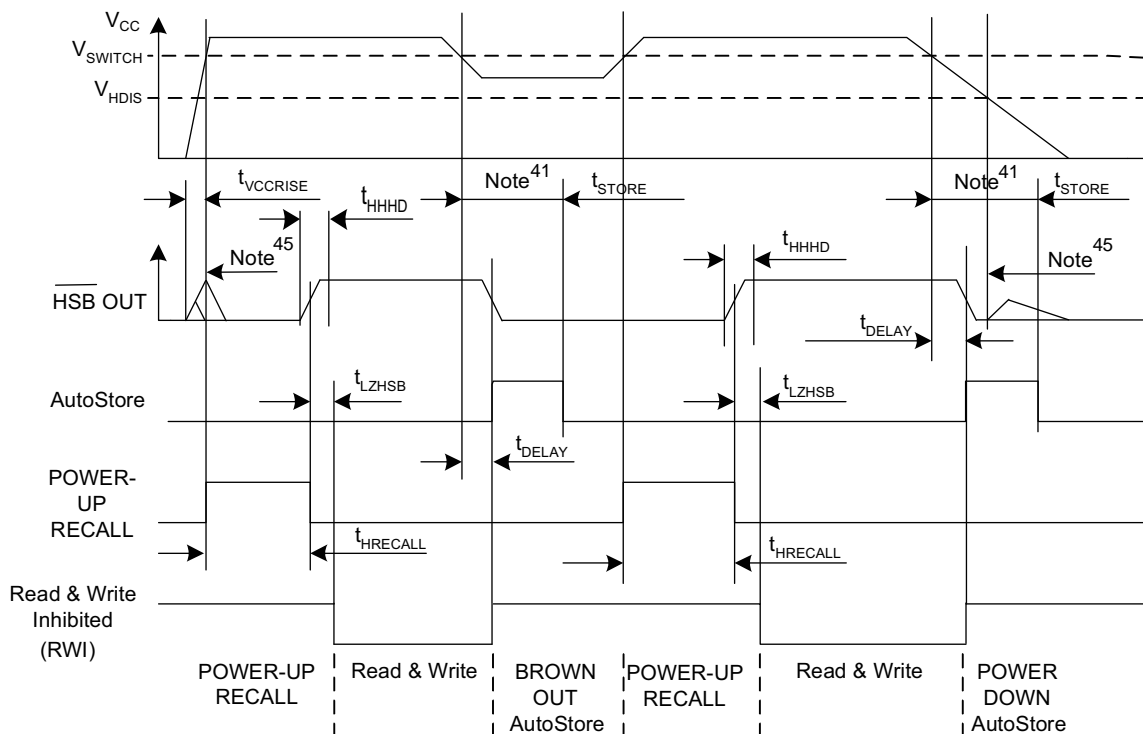 VCC
VSWITCH
VHDIS
tVCCRISE
tHHHD
Note41
tSTORE
Note41
tSTORE
Note45
tHHHD
Note45
HSB OUT
tDELAY
tLZHSB
tLZHSB
AutoStore
tDELAY
POWER-
UP
RECALL
tHRECALL
tHRECALL
Read & Write
Inhibited
(RWI)
POWER-UP
RECALL
Read & Write
BROWN
OUT
AutoStore
POWER-UP
RECALL
Read & Write
POWER
DOWN
AutoStore